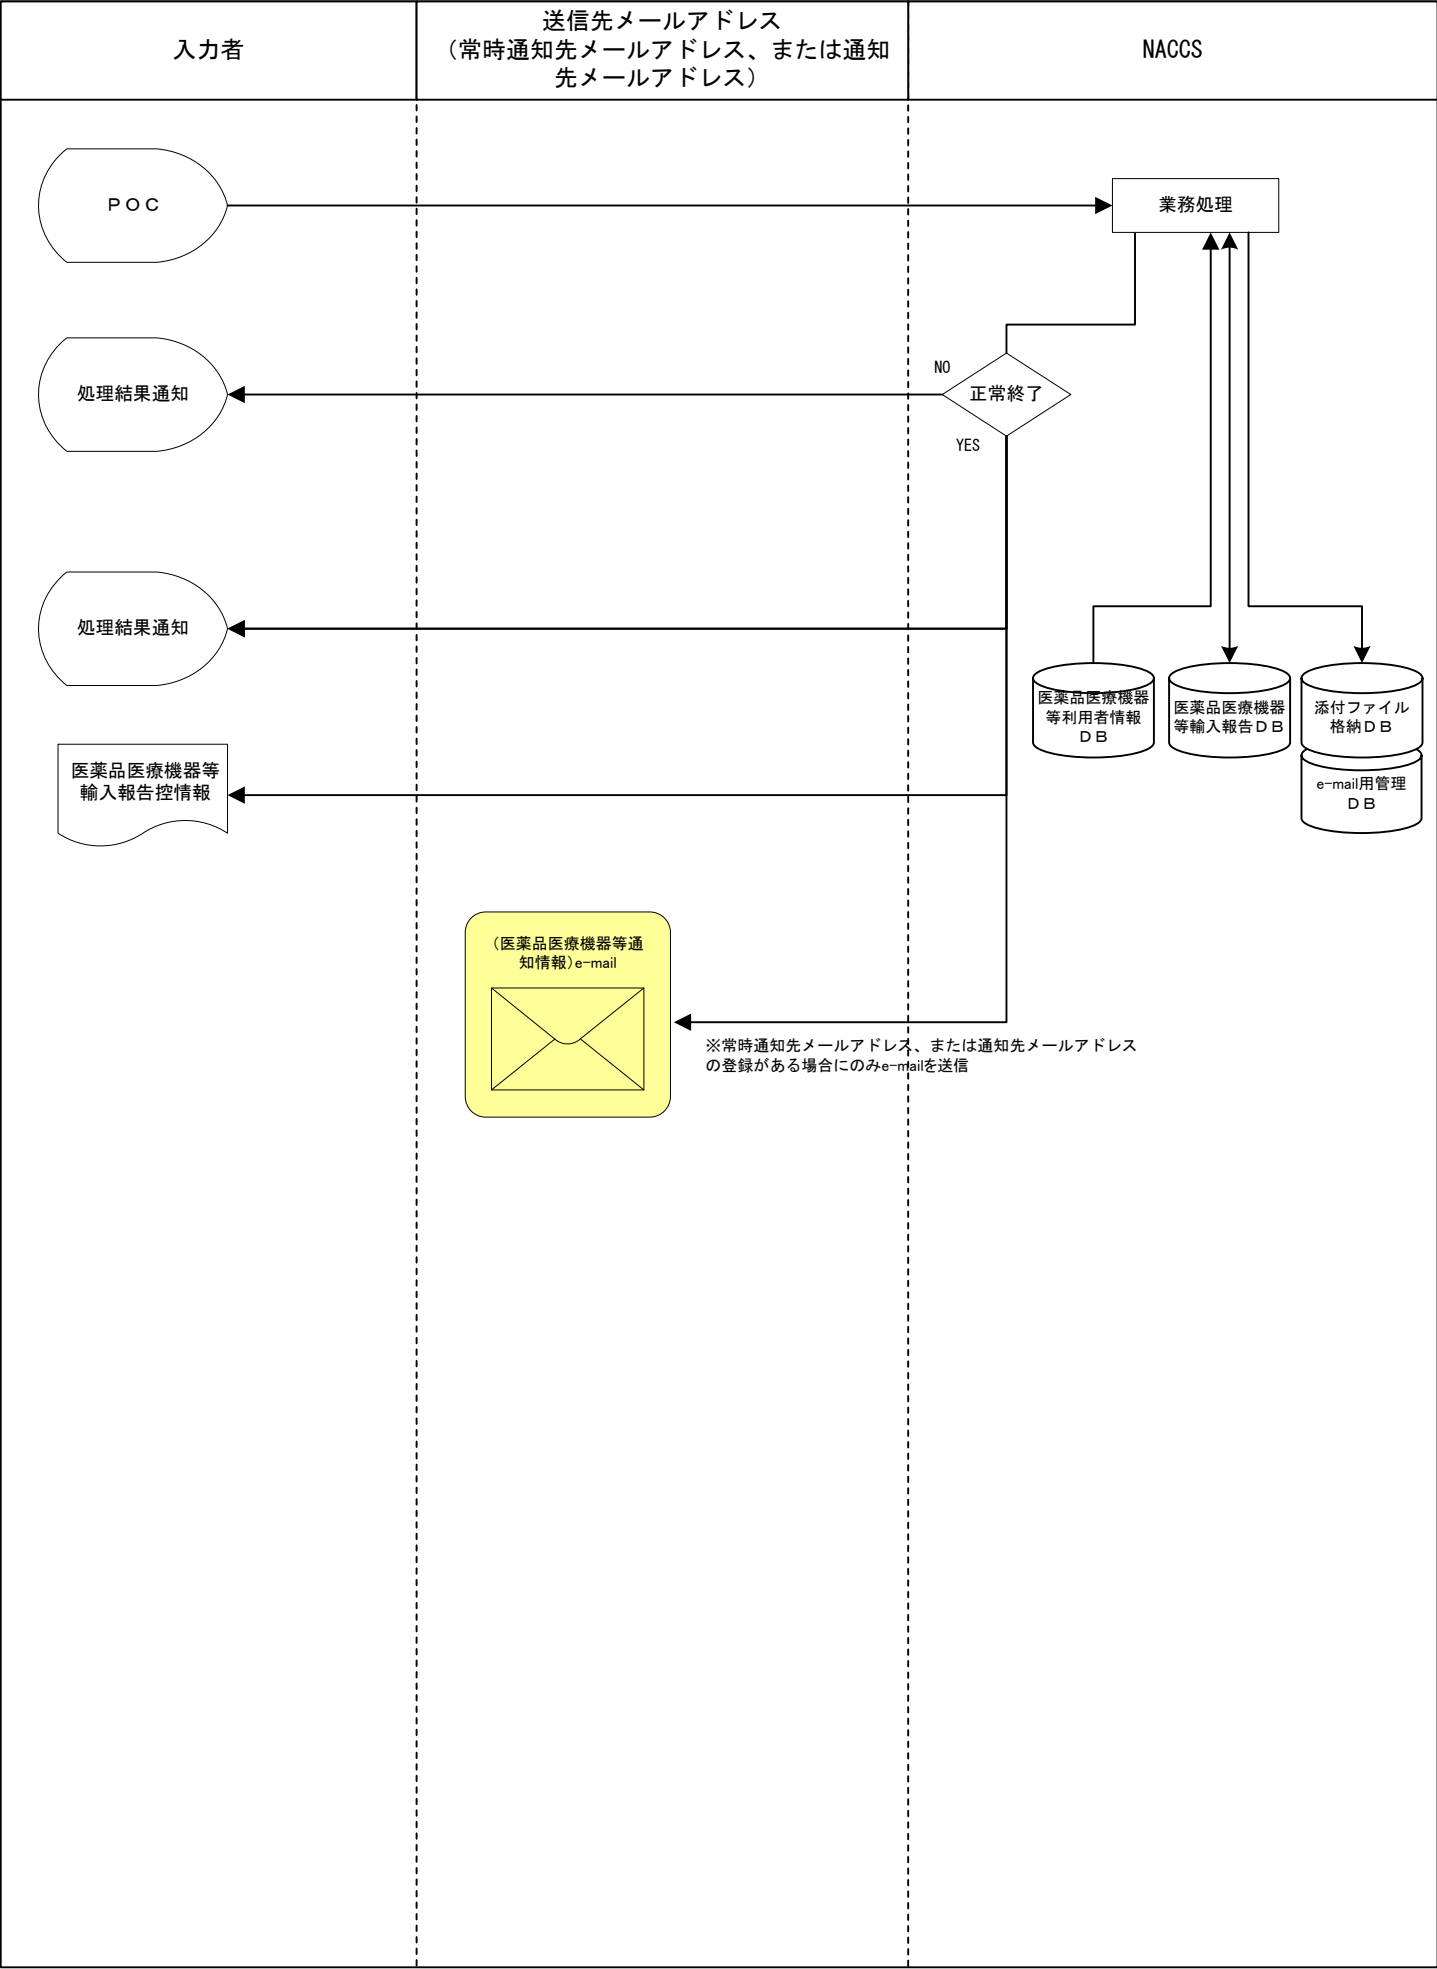 入力者
送信先メールアドレス
（常時通知先メールアドレス、または通知
先メールアドレス）
NACCS
ＰＯＣ
業務処理
NO
処理結果通知
正常終了
YES
処理結果通知
医薬品医療機器
等利用者情報
ＤＢ
医薬品医療機器
等輸入報告ＤＢ
添付ファイル
格納ＤＢ
e-mail用管理
ＤＢ
医薬品医療機器等
輸入報告控情報
（医薬品医療機器等通
知情報）e-mail
※常時通知先メールアドレス、または通知先メールアドレス
の登録がある場合にのみe-mailを送信